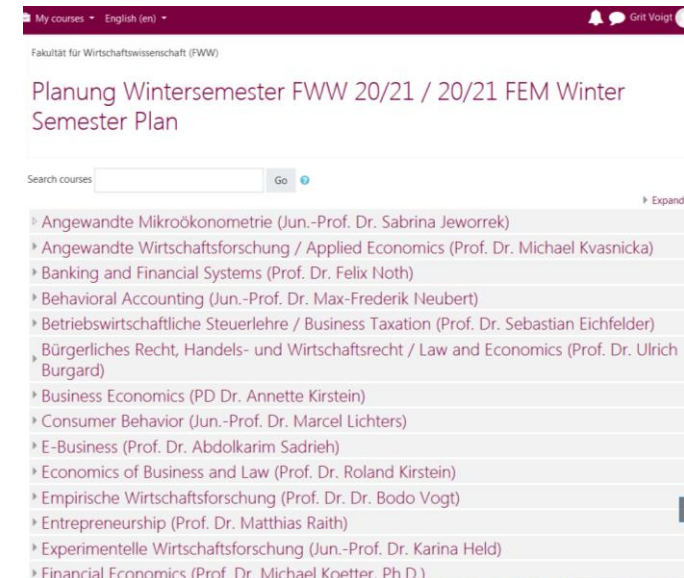 My courses English (en) Grit Voigt
Fakultät für Wirtschaftswissenschaft (FWW)
Planung Wintersemester FWW 20/21 / 20/21 FEM Winter
Semester Plan
Search courses Go
Expand
Angewandte Mikroökonometrie (Jun.-Prof. Dr. Sabrina Jeworrek)
Angewandte Wirtschaftsforschung / Applied Economics (Prof. Dr. Michael Kvasnicka)
Banking and Financial Systems (Prof. Dr. Felix Noth)
Behavioral Accounting (Jun.-Prof. Dr. Max-Frederik Neubert)
Betriebswirtschaftliche Steuerlehre / Business Taxation (Prof. Dr. Sebastian Eichfelder)
Bürgerliches Recht, Handels- und Wirtschaftsrecht / Law and Economics (Prof. Dr. Ulrich
Burgard)
Business Economics (PD Dr. Annette Kirstein)
Consumer Behavior (Jun.-Prof. Dr. Marcel Lichters)
E-Business (Prof. Dr. Abdolkarim Sadrieh)
Economics of Business and Law (Prof. Dr. Roland Kirstein)
Empirische Wirtschaftsforschung (Prof. Dr. Dr. Bodo Vogt)
Entrepreneurship (Prof. Dr. Matthias Raith)
Experimentelle Wirtschaftsforschung (Jun.-Prof. Dr. Karina Held)
Financial Economics (Prof. Dr. Michael Koetter, Ph.D.)